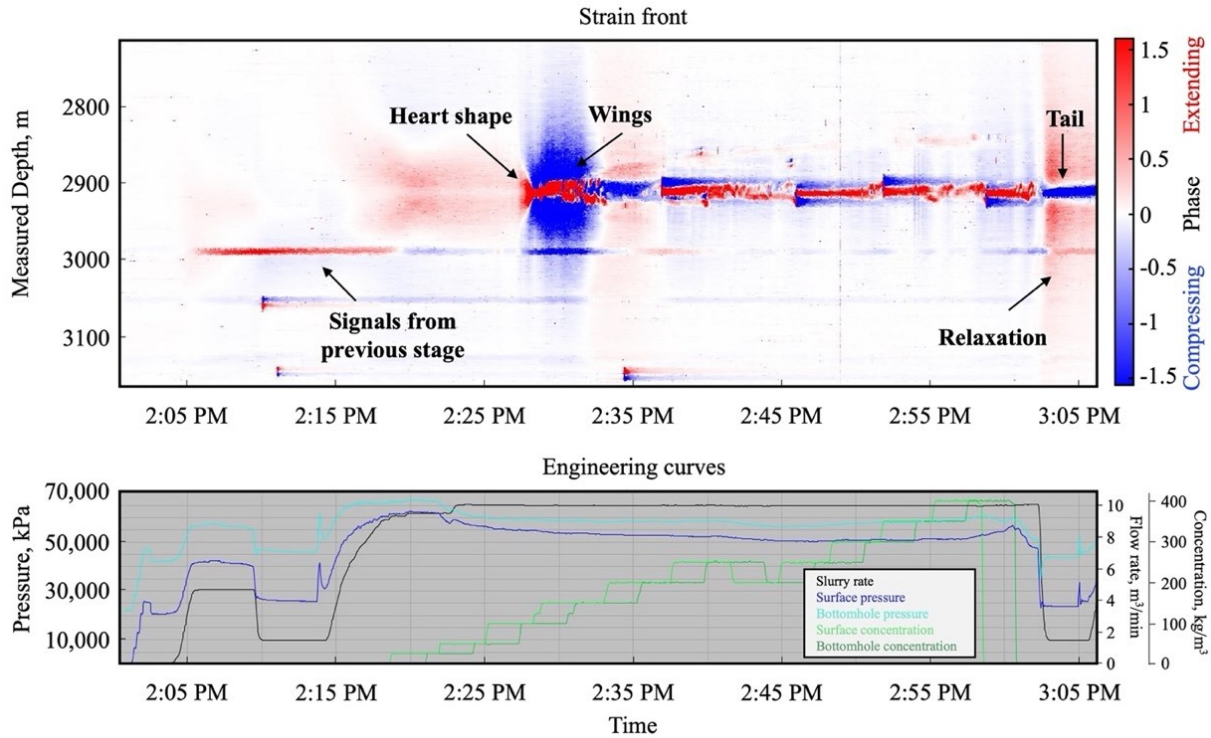 Strain front
Measured Depth, m
2800
2900
3000
3100
Heart shape
Wings
Tail
Signals from
previous stage
Relaxation
1.5
1
0.5
0
-0.5
-1
-1.5
Extending
Phase
Compressing
2:05 PM 2:15 PM 2:25 PM 2:35 PM 2:45 PM 2:55 PM 3:05 PM
Engineering curves
Pressure, kPa
70,000
50,000
30,000
10,000
Slurry rate
Surface pressure
Bottomhole pressure
Surface concentration
Bottomhole concentration
10
8
6
4
2
0
Flow rate, m³/min
400
300
200
100
0
Concentration, kg/m³
2:05 PM 2:15 PM 2:25 PM 2:35 PM 2:45 PM 2:55 PM 3:05 PM
Time